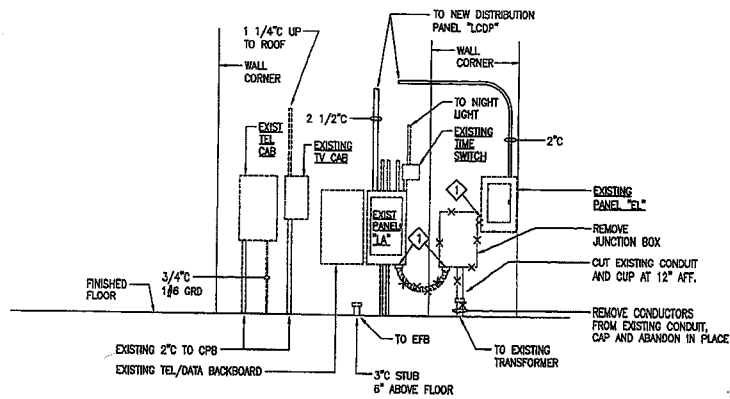 TO NEW DISTRIBUTION
PANEL "LCDP"
1 1/4"C UP
TO ROOF
WALL
CORNER
WALL
CORNER
2 1/2"C
TO NIGHT
LIGHT
EXIST
TEL
CAB
EXISTING
TV CAB
EXISTING
TIME
SWITCH
2"C
EXISTING
PANEL "EL"
EXIST
PANEL
"LA"
1
1
REMOVE
JUNCTION BOX
CUT EXISTING CONDUIT
AND CUP AT 12" AFF.
3/4"C
1#6 GRD
FINISHED
FLOOR
REMOVE CONDUCTORS
FROM EXISTING CONDUIT,
CAP AND ABANDON IN PLACE
TO EFB
TO EXISTING
TRANSFORMER
EXISTING 2"C TO CPB
EXISTING TEL/DATA BACKBOARD
3"C STUB
6" ABOVE FLOOR